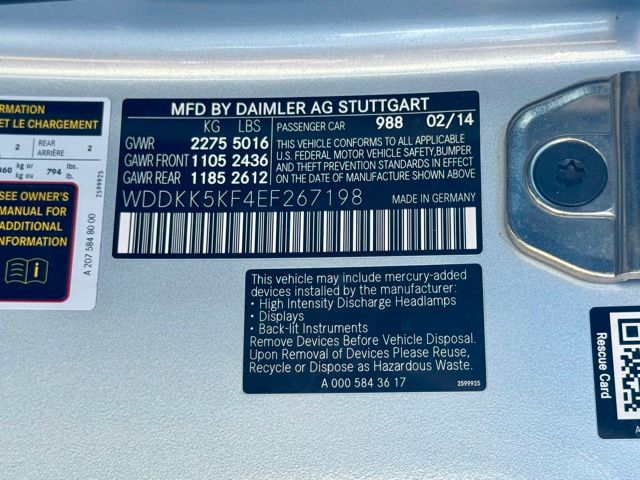 RMATION
ET LE CHARGEMENT
2 REAR ARRIÈRE 2
360 kg or kg ou 794 lbs. lb.
SEE OWNER'S
MANUAL FOR
ADDITIONAL
INFORMATION
i
A 207 584 80 00
2599925
MFD BY DAIMLER AG STUTTGART
KG LBS
GVWR 2275 5016
GAWR FRONT 1105 2436
GAWR REAR 1185 2612
PASSENGER CAR 988 02/14
THIS VEHICLE CONFORMS TO ALL APPLICABLE
U.S. FEDERAL MOTOR VEHICLE SAFETY,BUMPER
AND THEFT PREVENTION STANDARDS IN EFFECT
ON THE DATE OF MANUFACTURE SHOWN ABOVE.
WDDKK5KF4EF267198 MADE IN GERMANY
This vehicle may include mercury-added
devices installed by the manufacturer:
• High Intensity Discharge Headlamps
• Displays
• Back-lit Instruments
Remove Devices Before Vehicle Disposal.
Upon Removal of Devices Please Reuse,
Recycle or Dispose as Hazardous Waste.
A 000 584 36 17 2599925
Rescue Card
A